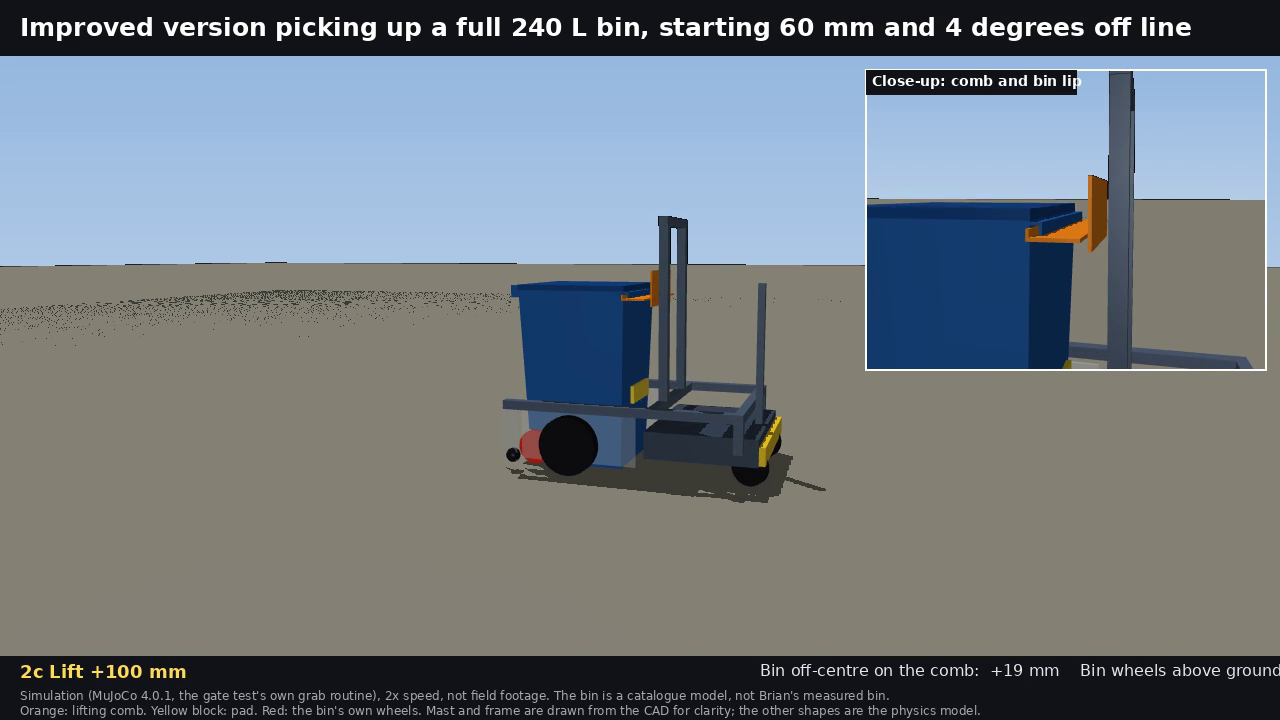 Improved version picking up a full 240 L bin, starting 60 mm and 4 degrees off line
Close-up: comb and bin lip
2c Lift +100 mm
Bin off-centre on the comb: +19 mm Bin wheels above ground
Simulation (MuJoCo 4.0.1, the gate test's own grab routine), 2x speed, not field footage. The bin is a catalogue model, not Brian's measured bin.
Orange: lifting comb. Yellow block: pad. Red: the bin's own wheels. Mast and frame are drawn from the CAD for clarity; the other shapes are the physics model.